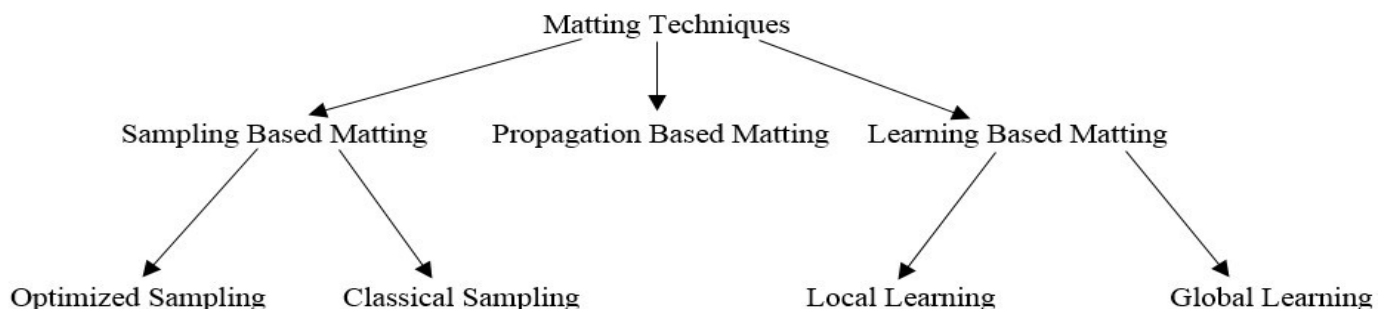 Matting Techniques
Sampling Based Matting Propagation Based Matting Learning Based Matting
Optimized Sampling Classical Sampling Local Learning Global Learning